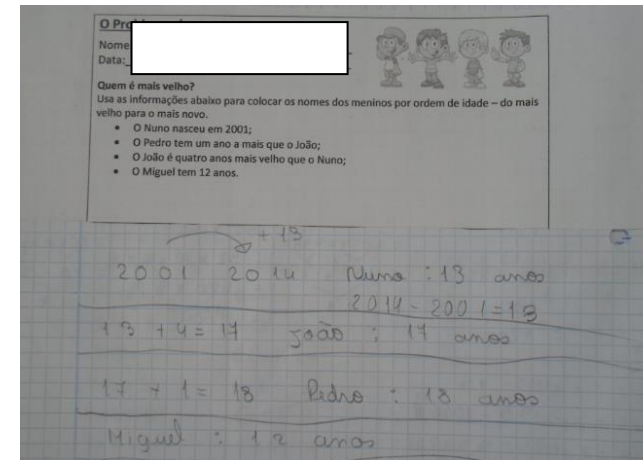 O Pro
Nome
Data:
Quem é mais velho?
Usa as informações abaixo para colocar os nomes dos meninos por ordem de idade – do mais
velho para o mais novo.
• O Nuno nasceu em 2001;
• O Pedro tem um ano a mais que o João;
• O João é quatro anos mais velho que o Nuno;
• O Miguel tem 12 anos.
+ 13
2001 2014 Nuno : 13 anos
2014 - 2001 = 13
13 + 4 = 17 João : 17 anos
17 + 1 = 18 Pedro : 18 anos
Miguel : 12 anos